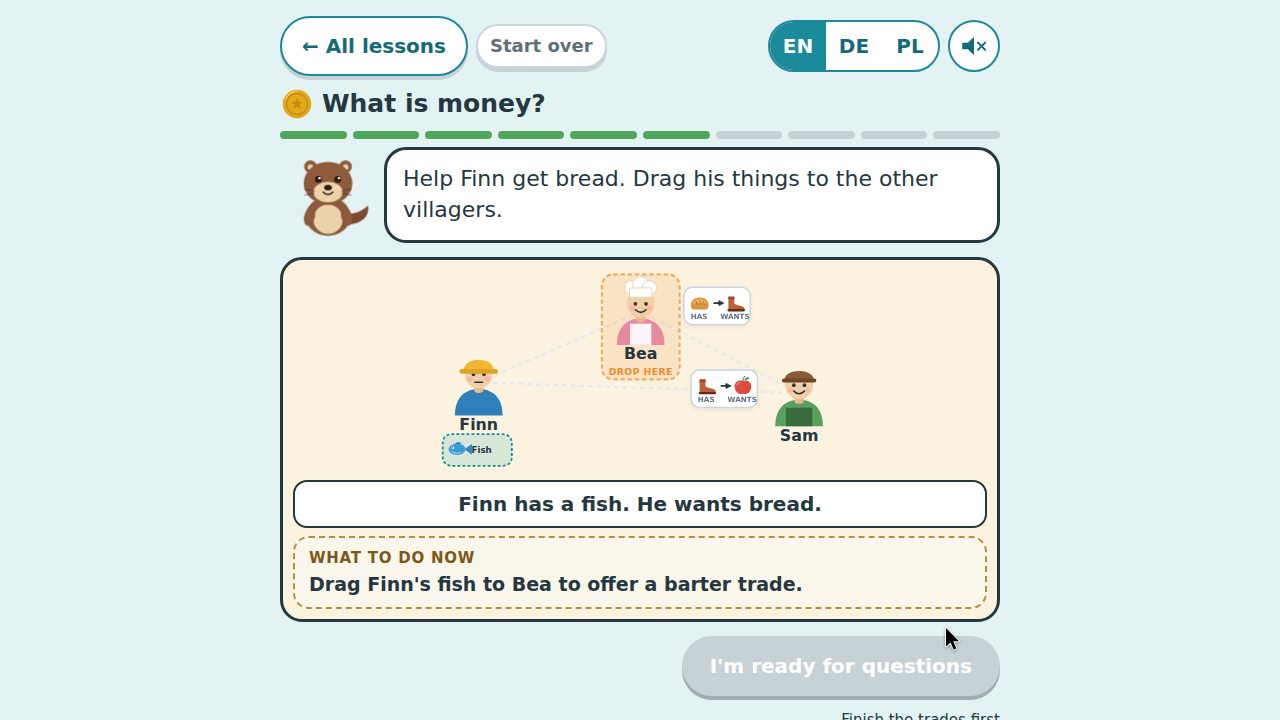 ← All lessons
Start over
EN DE PL
What is money?
Help Finn get bread. Drag his things to the other
villagers.
Bea
DROP HERE
HAS WANTS
Finn
Fish
HAS WANTS
Sam
Finn has a fish. He wants bread.
WHAT TO DO NOW
Drag Finn's fish to Bea to offer a barter trade.
I'm ready for questions
Finish the trades first